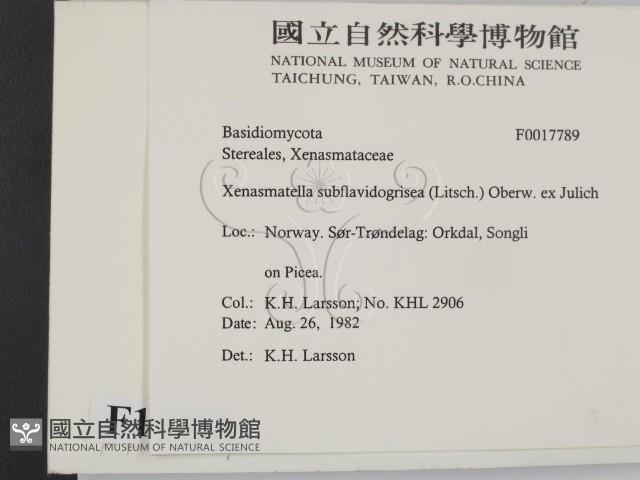 國立自然科學博物館
NATIONAL MUSEUM OF NATURAL SCIENCE
TAICHUNG, TAIWAN, R.O.CHINA
Basidiomycota F0017789
Stereales, Xenasmataceae
Xenasmatella subflavidogrisea (Litsch.) Oberw. ex Julich
Loc.: Norway. Sør-Trøndelag: Orkdal, Songli
on Picea.
Col.: K.H. Larsson; No. KHL 2906
Date: Aug. 26, 1982
Det.: K.H. Larsson
F1
國立自然科學博物館
NATIONAL MUSEUM OF NATURAL SCIENCE